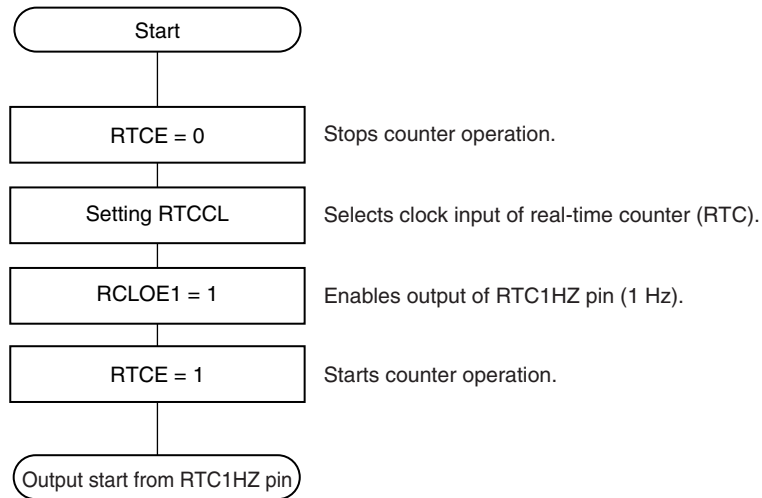 Start
RTCE = 0
Stops counter operation.
Setting RTCCL
Selects clock input of real-time counter (RTC).
RCLOE1 = 1
Enables output of RTC1HZ pin (1 Hz).
RTCE = 1
Starts counter operation.
Output start from RTC1HZ pin